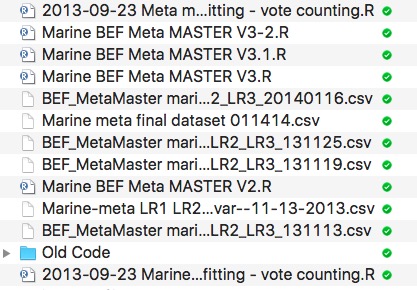 2013-09-23 Meta m...itting - vote counting.R
Marine BEF Meta MASTER V3-2.R
Marine BEF Meta MASTER V3.1.R
Marine BEF Meta MASTER V3.R
BEF_MetaMaster mari...2_LR3_20140116.csv
Marine meta final dataset 011414.csv
BEF_MetaMaster mari...LR2_LR3_131125.csv
BEF_MetaMaster mari...LR2_LR3_131119.csv
Marine BEF Meta MASTER V2.R
Marine-meta LR1 LR2...var--11-13-2013.csv
BEF_MetaMaster mari...LR2_LR3_131113.csv
Old Code
2013-09-23 Marine...fitting - vote counting.R